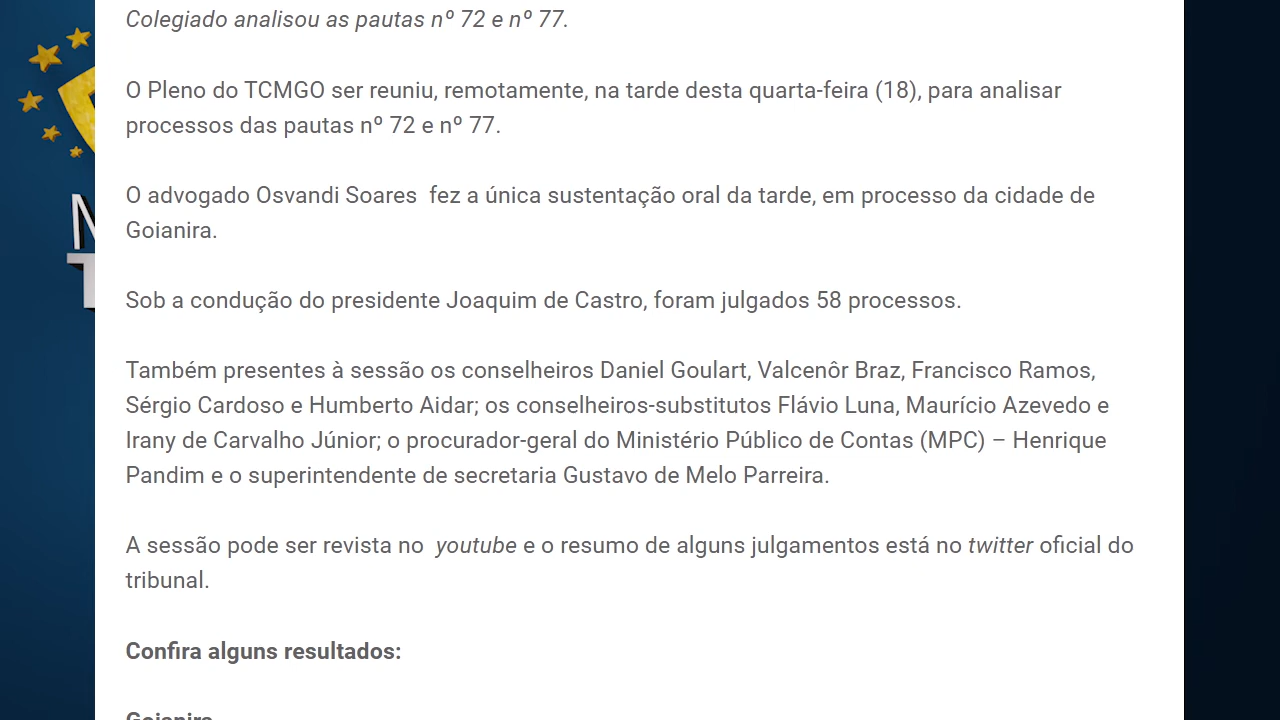 Colegiado analisou as pautas nº 72 e nº 77.
O Pleno do TCMGO ser reuniu, remotamente, na tarde desta quarta-feira (18), para analisar
processos das pautas nº 72 e nº 77.
O advogado Osvandi Soares  fez a única sustentação oral da tarde, em processo da cidade de
Goianira.
Sob a condução do presidente Joaquim de Castro, foram julgados 58 processos.
Também presentes à sessão os conselheiros Daniel Goulart, Valcenôr Braz, Francisco Ramos,
Sérgio Cardoso e Humberto Aidar; os conselheiros-substitutos Flávio Luna, Maurício Azevedo e
Irany de Carvalho Júnior; o procurador-geral do Ministério Público de Contas (MPC) – Henrique
Pandim e o superintendente de secretaria Gustavo de Melo Parreira.
A sessão pode ser revista no  youtube e o resumo de alguns julgamentos está no twitter oficial do
tribunal.
Confira alguns resultados:
Goianira